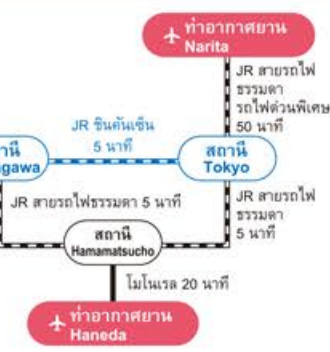 ท่าอากาศยาน
Narita
JR สายรถไฟ
ธรรมดา
รถไฟด่วนพิเศษ
50 นาที
JR ชินคันเซ็น
5 นาที
สถานี
Tokyo
JR สายรถไฟธรรมดา 5 นาที
JR สายรถไฟ
ธรรมดา
5 นาที
สถานี
Hamamatsucho
โมโนเรล 20 นาที
ท่าอากาศยาน
Haneda